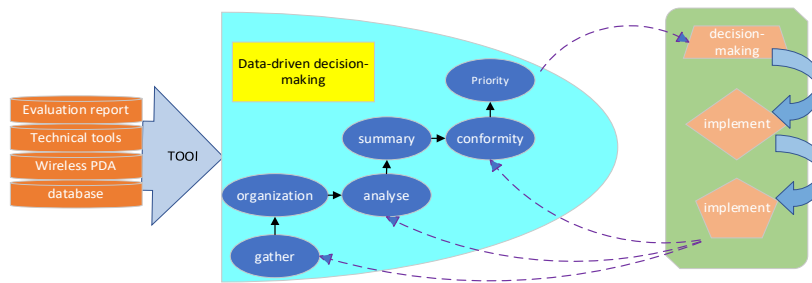 Evaluation report
Technical tools
Wireless PDA
database
TOOl
Data-driven decision-
making
Priority
summary
conformity
organization
analyse
gather
decision-
making
implement
implement